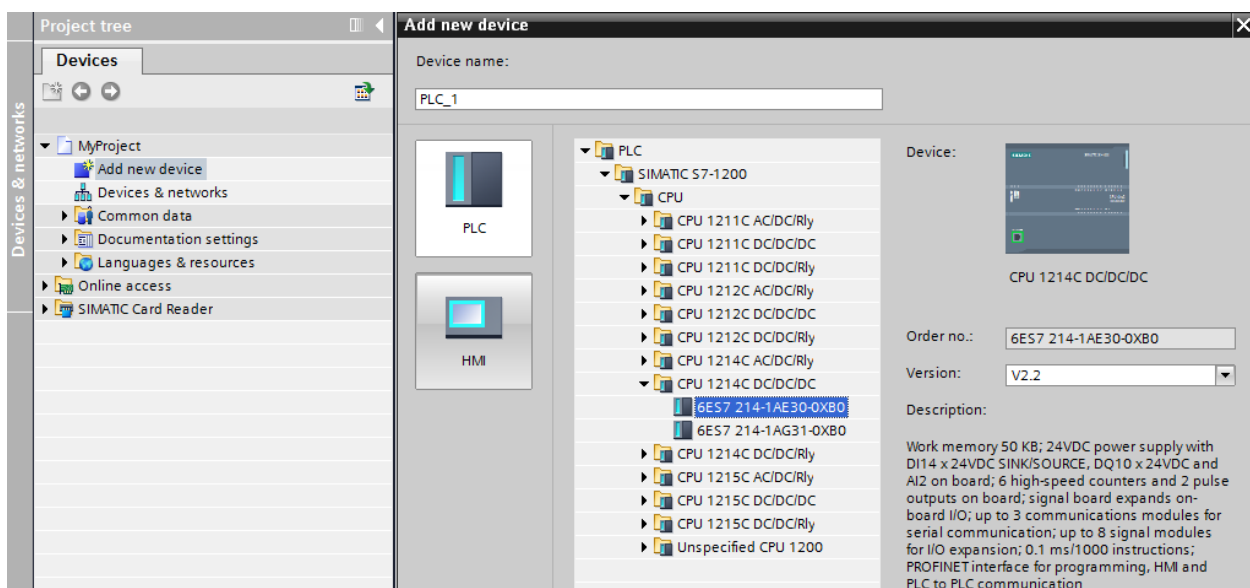 Project tree
Devices
Devices & networks
MyProject
Add new device
Devices & networks
Common data
Documentation settings
Languages & resources
Online access
SIMATIC Card Reader
Add new device
Device name:
PLC_1
PLC
HMI
PLC
SIMATIC S7-1200
CPU
CPU 1211C AC/DC/Rly
CPU 1211C DC/DC/DC
CPU 1211C DC/DC/Rly
CPU 1212C AC/DC/Rly
CPU 1212C DC/DC/DC
CPU 1212C DC/DC/Rly
CPU 1214C AC/DC/Rly
CPU 1214C DC/DC/DC
6ES7 214-1AE30-0XB0
6ES7 214-1AG31-0XB0
CPU 1214C DC/DC/Rly
CPU 1215C AC/DC/Rly
CPU 1215C DC/DC/DC
CPU 1215C DC/DC/Rly
Unspecified CPU 1200
Device:
CPU 1214C DC/DC/DC
Order no.:
6ES7 214-1AE30-0XB0
Version:
V2.2
Description:
Work memory 50 KB; 24VDC power supply with
DI14 x 24VDC SINK/SOURCE, DQ10 x 24VDC and
AI2 on board; 6 high-speed counters and 2 pulse
outputs on board; signal board expands on-
board I/O; up to 3 communications modules for
serial communication; up to 8 signal modules
for I/O expansion; 0.1 ms/1000 instructions;
PROFINET interface for programming, HMI and
PLC to PLC communication